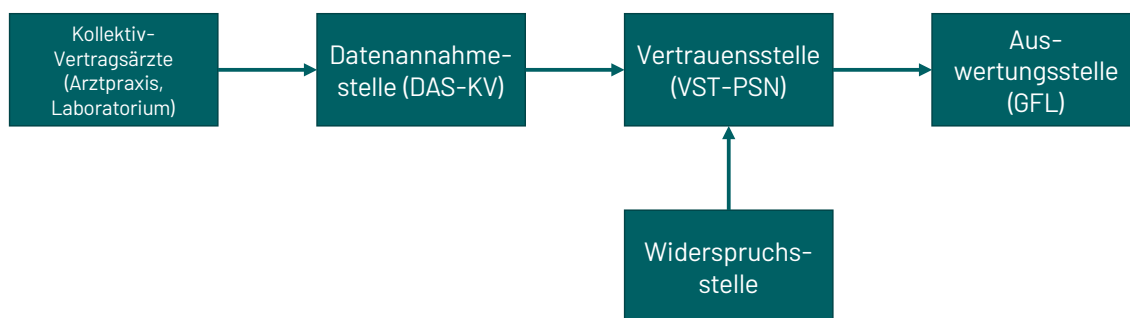 Kollektiv-
Vertragsärzte
(Arztpraxis,
Laboratorium)
Datenannahme-
stelle (DAS-KV)
Vertrauensstelle
(VST-PSN)
Aus-
wertungsstelle
(GFL)
Widerspruchs-
stelle